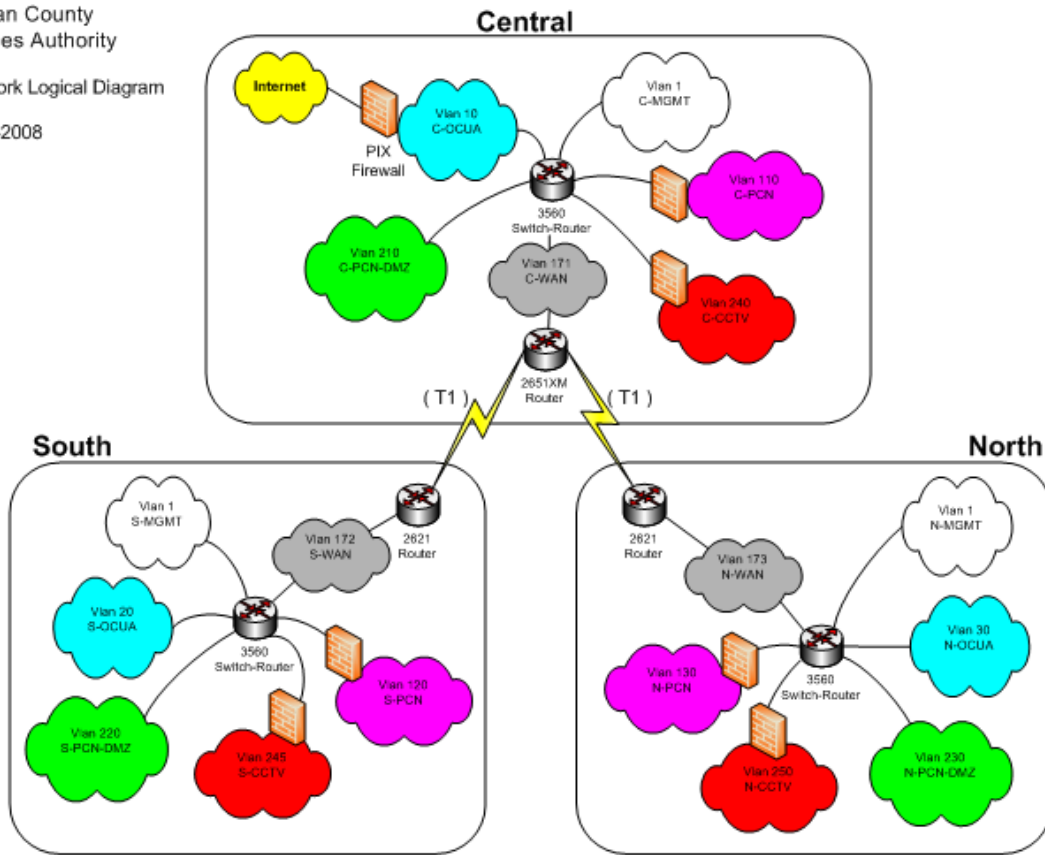 an County
es Authority
ork Logical Diagram
2008
Central
Internet
PIX
Firewall
Vlan 10
C-OCUA
Vlan 1
C-MGMT
Vlan 110
C-PCN
3560
Switch-Router
Vlan 210
C-PCN-DMZ
Vlan 171
C-WAN
Vlan 240
C-CCTV
2651XM
Router
( T1 )
( T1 )
South
Vlan 1
S-MGMT
Vlan 172
S-WAN
2621
Router
Vlan 20
S-OCUA
3560
Switch-Router
Vlan 120
S-PCN
Vlan 220
S-PCN-DMZ
Vlan 245
S-CCTV
North
2621
Router
Vlan 1
N-MGMT
Vlan 173
N-WAN
Vlan 30
N-OCUA
Vlan 130
N-PCN
3560
Switch-Router
Vlan 250
N-CCTV
Vlan 230
N-PCN-DMZ